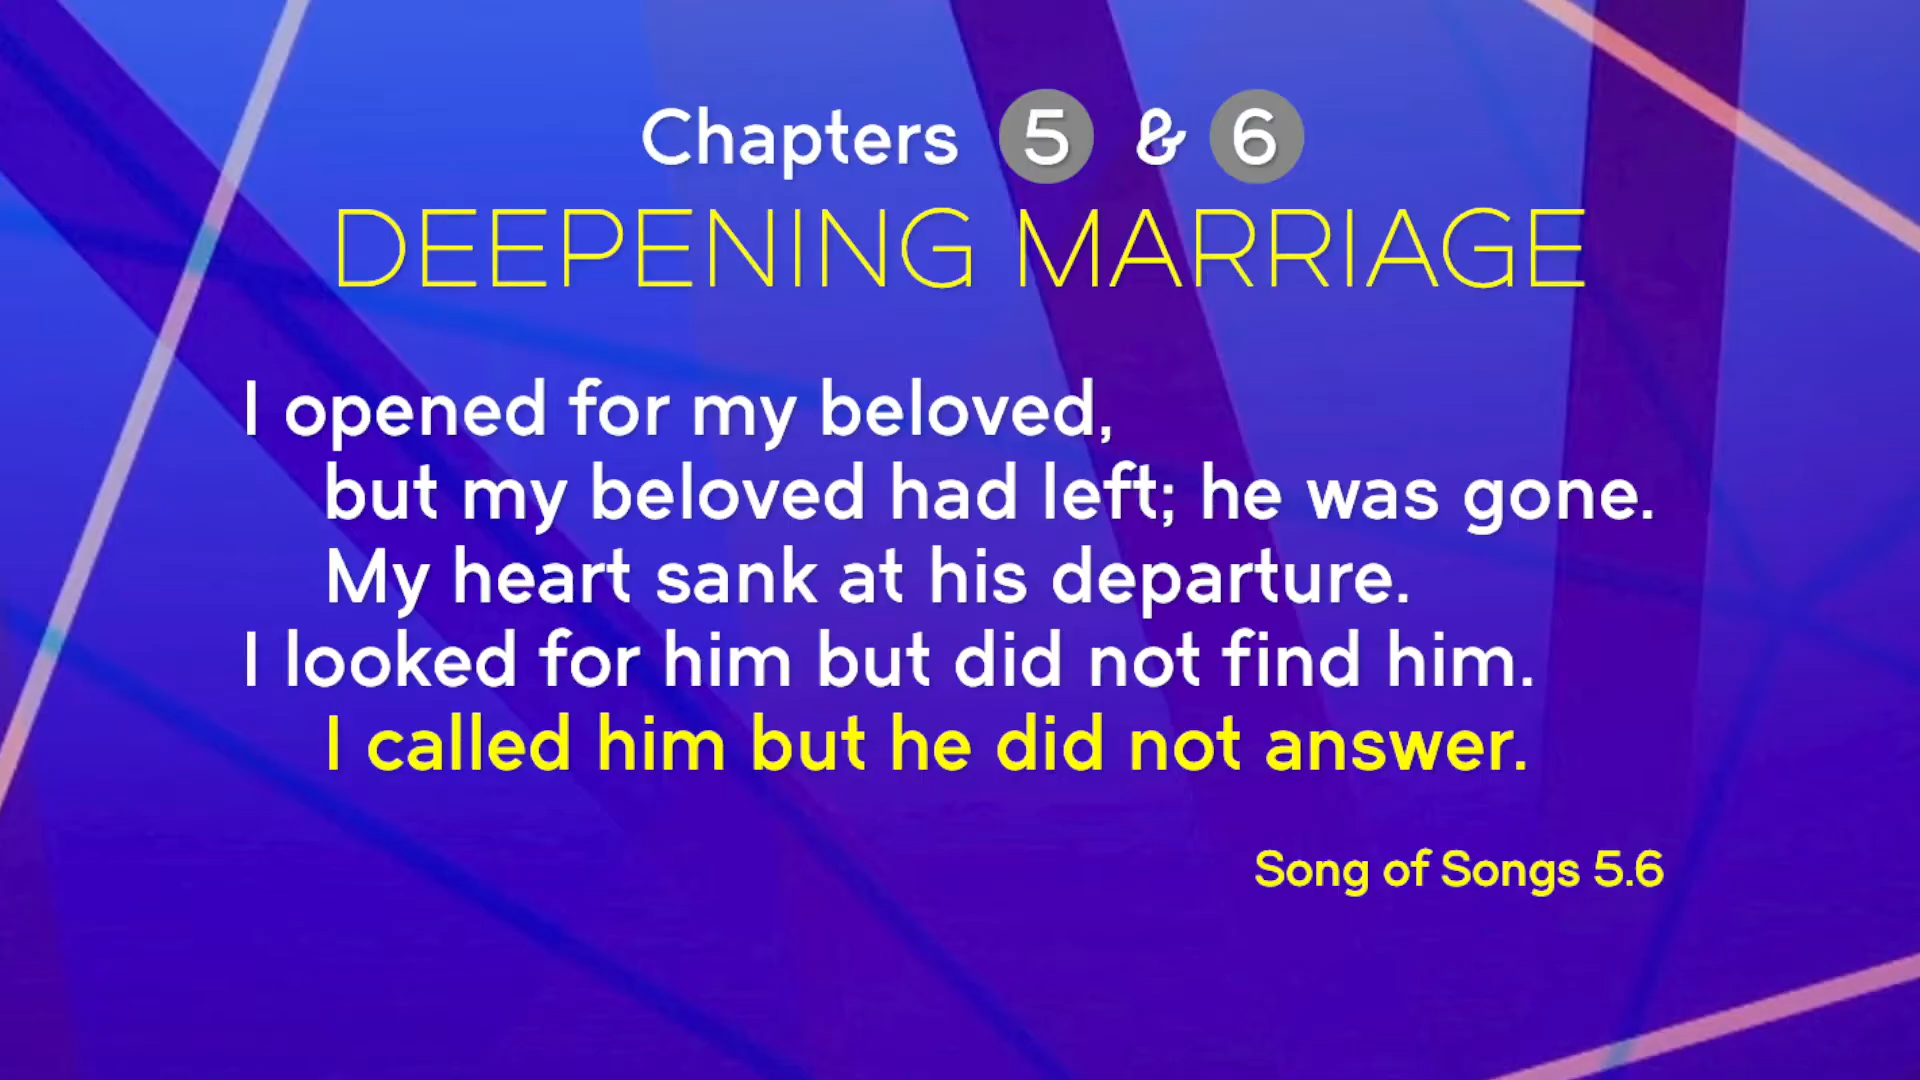 Chapters 5 & 6
DEEPENING MARRIAGE
I opened for my beloved,
but my beloved had left; he was gone.
My heart sank at his departure.
I looked for him but did not find him.
I called him but he did not answer.
Song of Songs 5.6